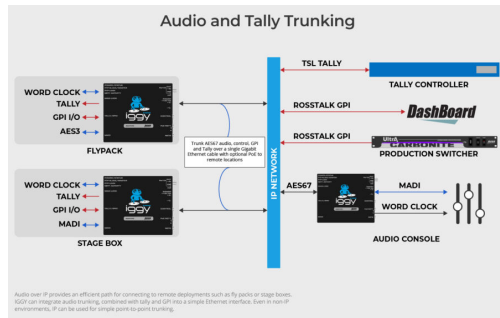 Audio and Tally Trunking
WORD CLOCK
TALLY
GPI I/O
AES3
iggy
FLYPACK
Trunk AES67 audio, control, GPI
and Tally over a single Gigabit
Ethernet cable with optional PoE to
remote locations
WORD CLOCK
TALLY
GPI I/O
MADI
iggy
STAGE BOX
IP NETWORK
TSL TALLY
TALLY CONTROLLER
ROSSTALK GPI
DashBoard
ROSSTALK GPI
Ultra
CARBONITE
PRODUCTION SWITCHER
AES67
iggy
MADI
WORD CLOCK
AUDIO CONSOLE
Audio over IP provides an efficient path for connecting to remote deployments such as fly packs or stage boxes.
IGGY can integrate audio trunking, combined with tally and GPI into a simple Ethernet interface. Even in non-IP
environments, IP can be used for simple point-to-point trunking.